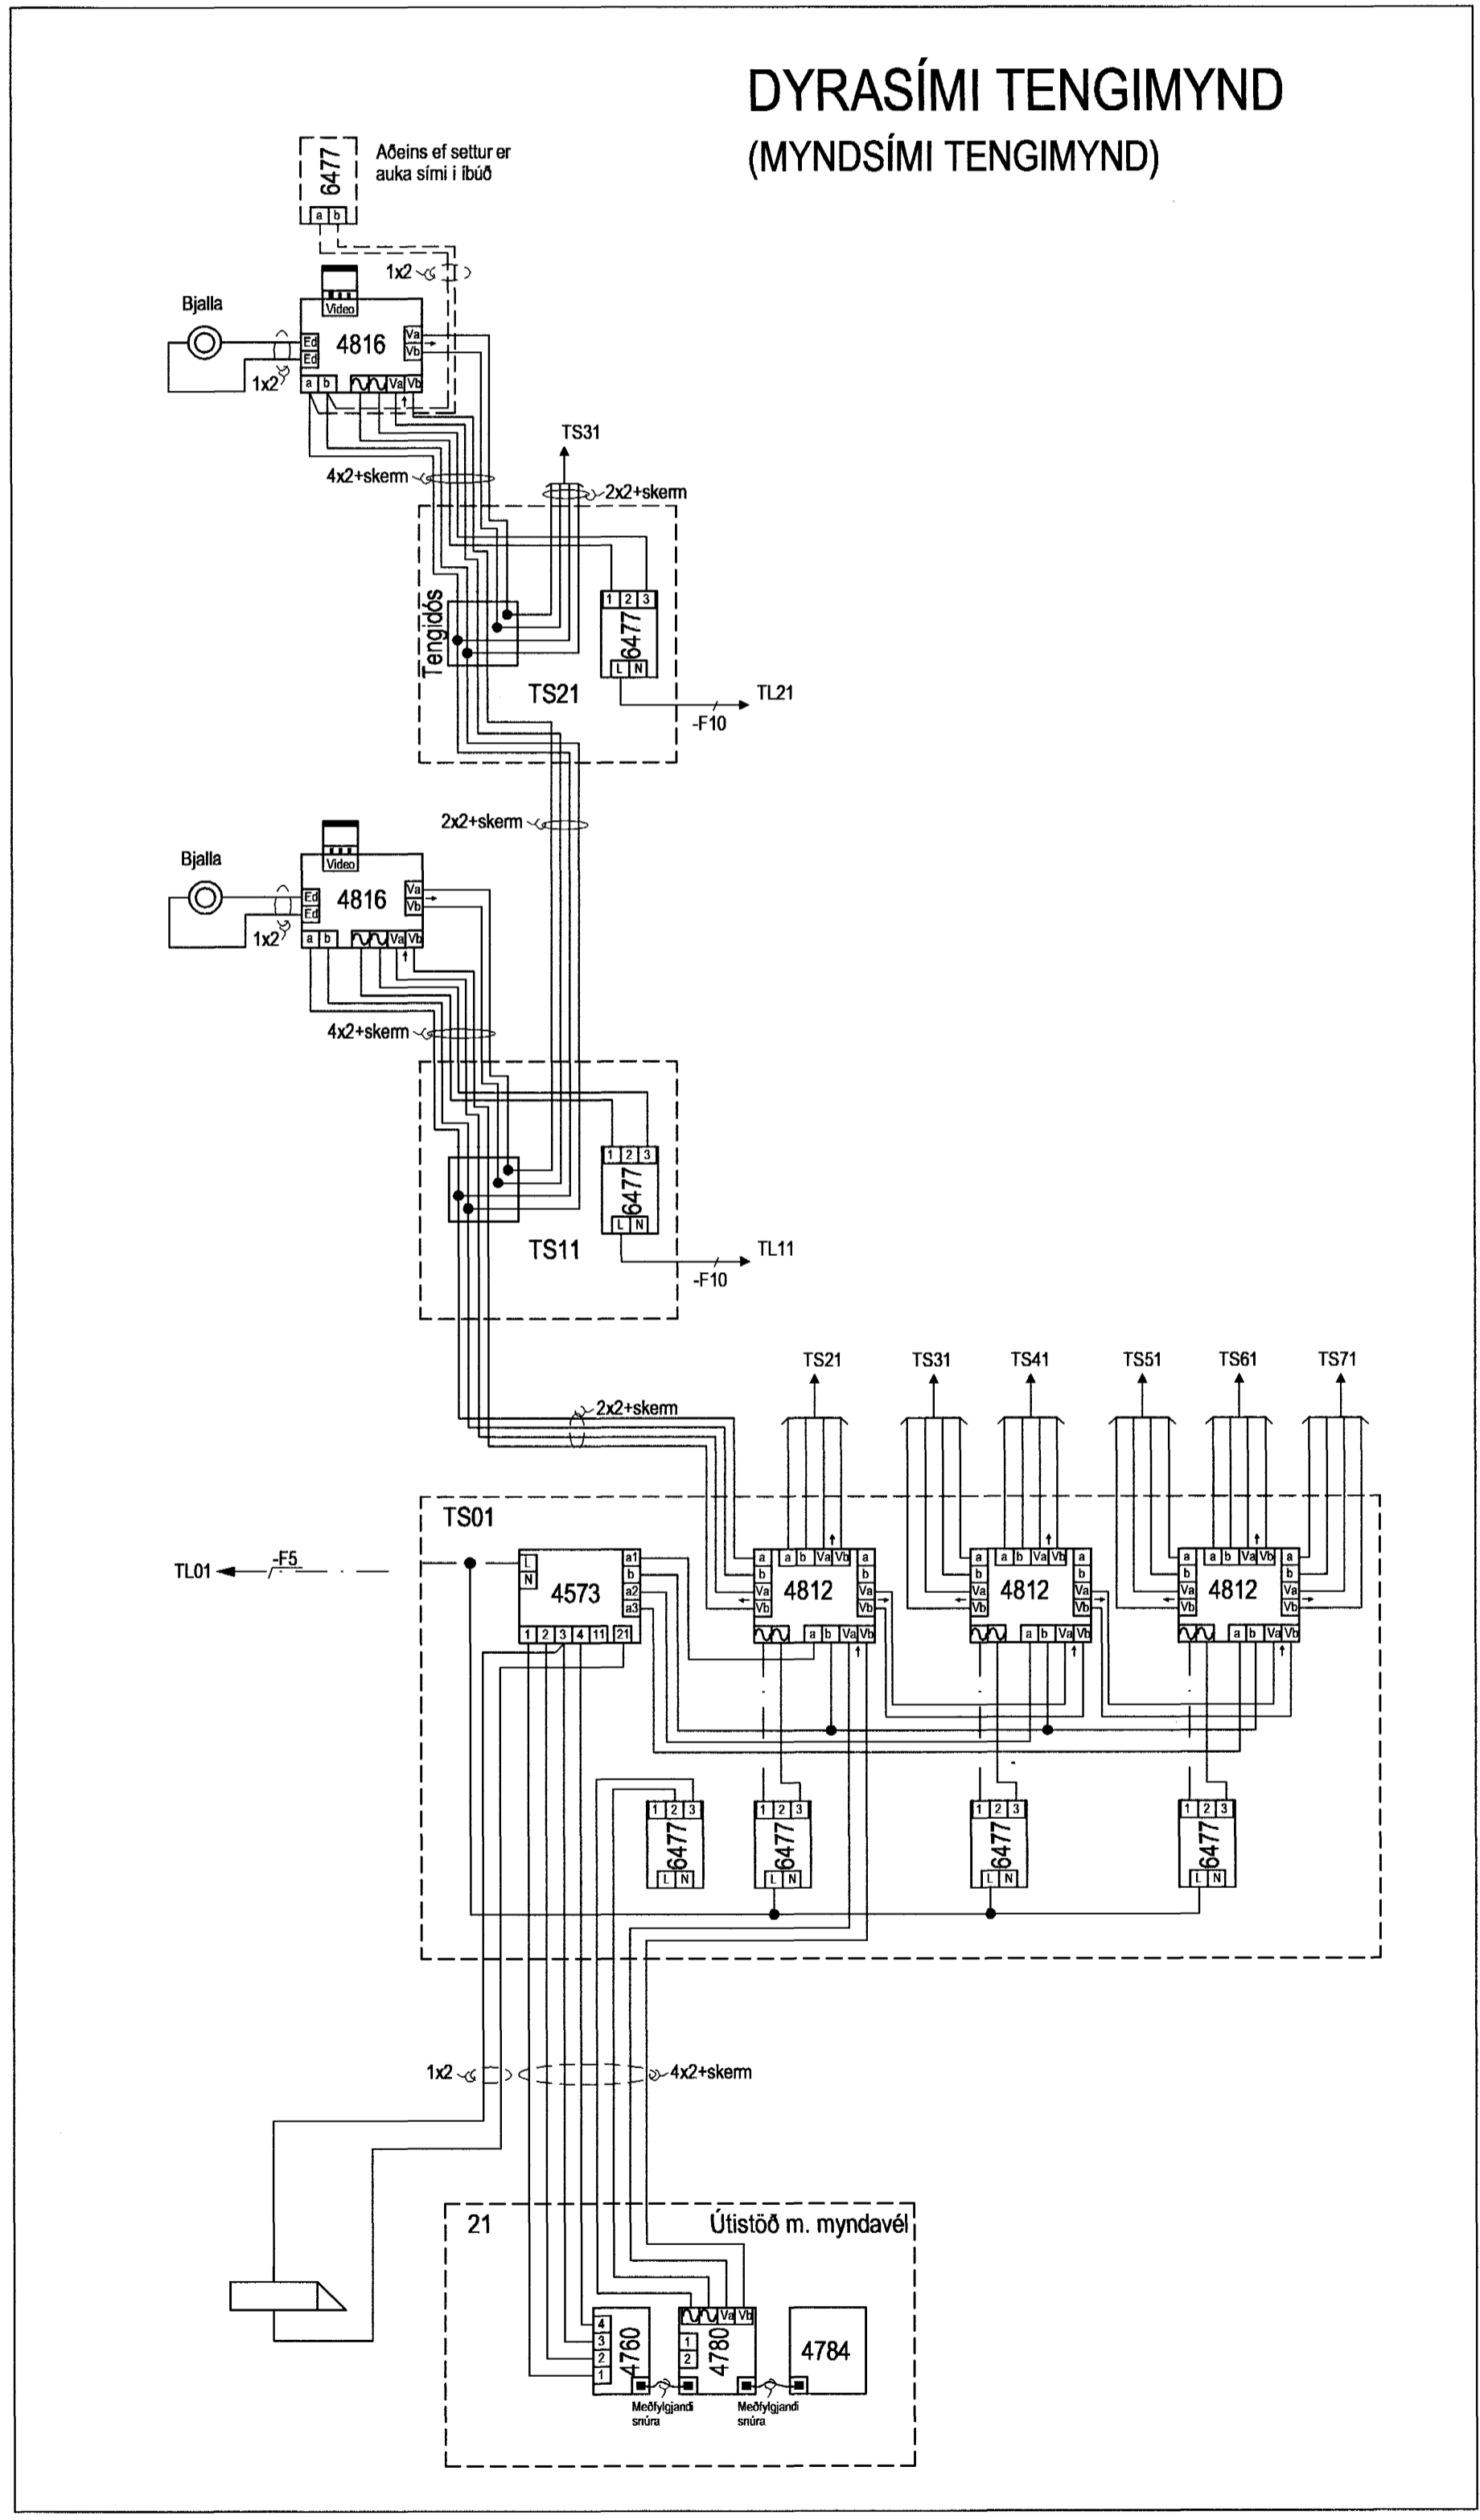 DYRASÍMI TENGIMYND
(MYNDSÍMI TENGIMYND)
6477
a b
Aðeins ef settur er
auka sími i íbúð
1x2
Bjalla
Video
Ed
Ed
4816
Va
Vb
1x2
a b Va Vb
TS31
4x2+skerm
2x2+skerm
Tengidós
1 2 3
6477
L N
TS21
TL21
-F10
2x2+skerm
Bjalla
Video
Ed
Ed
4816
Va
Vb
1x2
a b Va Vb
4x2+skerm
1 2 3
6477
L N
TS11
TL11
-F10
TS21 TS31 TS41 TS51 TS61 TS71
2x2+skerm
TS01
TL01
-F5
L
N
4573
a1
b
a2
a3
1 2 3 4 11 21
a b Va Vb
a
b
Va
Vb
4812
a
b
Va
Vb
a b Va Vb
a b Va Vb
a
b
Va
Vb
4812
a
b
Va
Vb
a b Va Vb
a b Va Vb
a
b
Va
Vb
4812
a
b
Va
Vb
a b Va Vb
1 2 3
6477
L N
1 2 3
6477
L N
1 2 3
6477
L N
1 2 3
6477
L N
1x2
4x2+skerm
21
Útistöð m. myndavél
4
3
2
1
4760
Va Vb
1
2
4780
4784
Meðfylgjandi
snúra
Meðfylgjandi
snúra